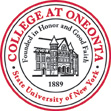 COLLEGE AT ONEONTA
Founded in Honor and Good Faith
1889
State University of New York